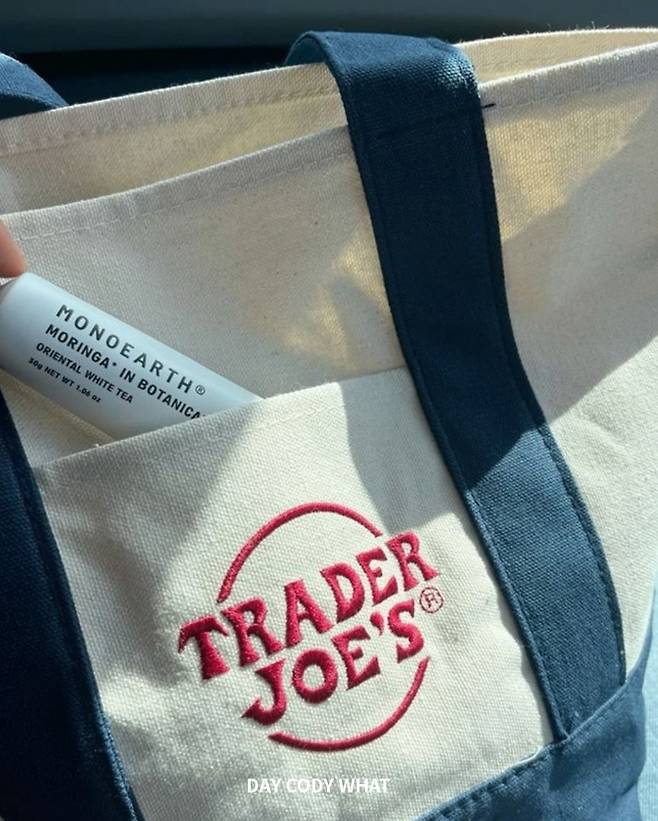 MONOEARTH®
MORINGA* IN BOTANICA
ORIENTAL WHITE TEA
30g NET WT 1.06 oz
TRADER
JOE'S®
DAY CODY WHAT